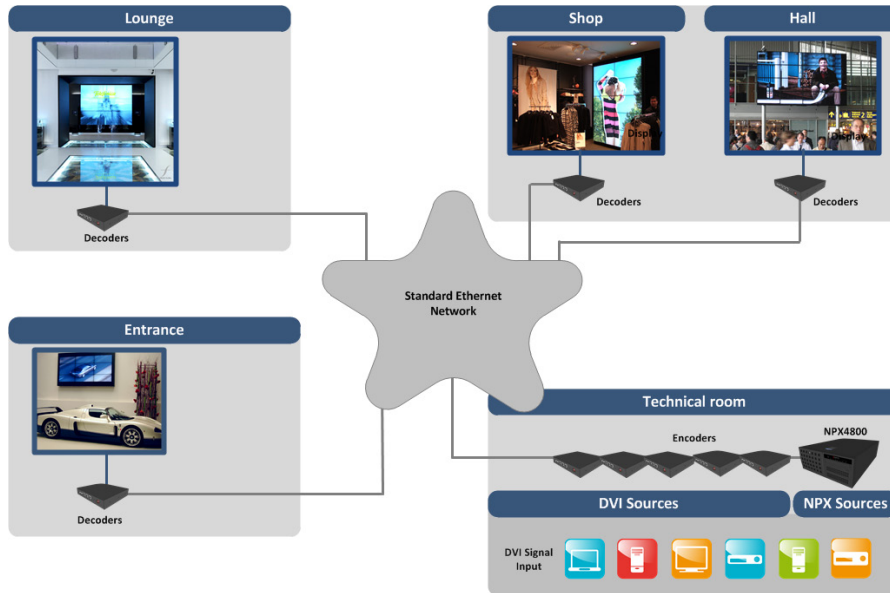 Lounge
Decoders
Shop
Hall
Display
Display
Decoders
Decoders
Standard Ethernet
Network
Entrance
Decoders
Technical room
Encoders
NPX4800
DVI Sources
NPX Sources
DVI Signal
Input